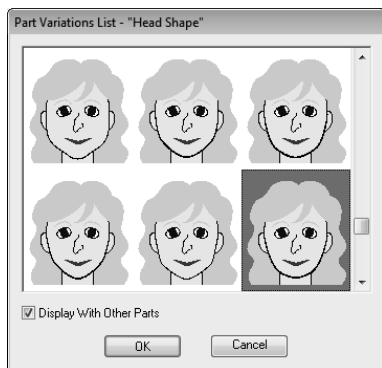 Part Variations List - "Head Shape"
Display With Other Parts
OK
Cancel